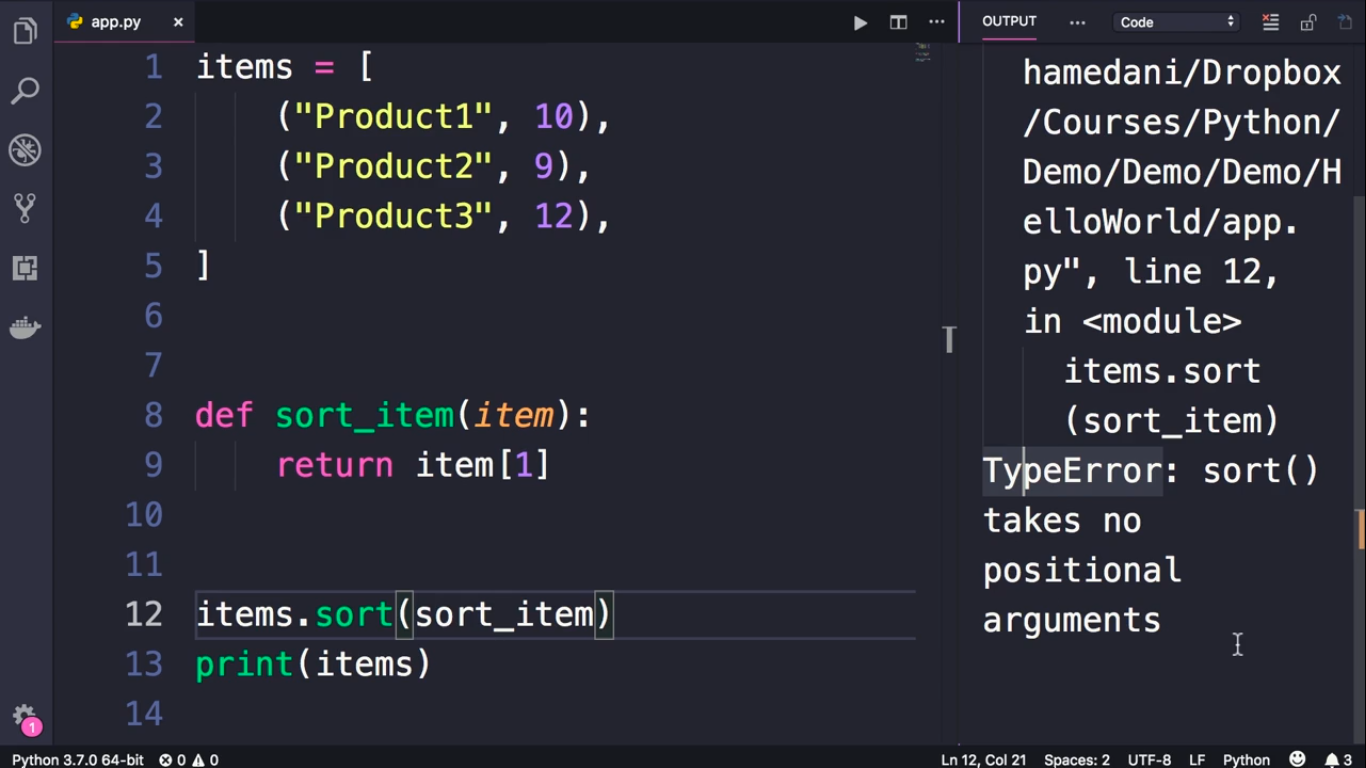 app.py
OUTPUT
Code
1 items = [
2 ("Product1", 10),
3 ("Product2", 9),
4 ("Product3", 12),
5 ]
6
7
8 def sort_item(item):
9 return item[1]
10
11
12 items.sort(sort_item)
13 print(items)
14
hamedani/Dropbox
/Courses/Python/
Demo/Demo/Demo/H
elloWorld/app.
py", line 12,
in <module>
items.sort
(sort_item)
TypeError: sort()
takes no
positional
arguments
1
Python 3.7.0 64-bit 0 0 Ln 12, Col 21 Spaces: 2 UTF-8 LF Python 3